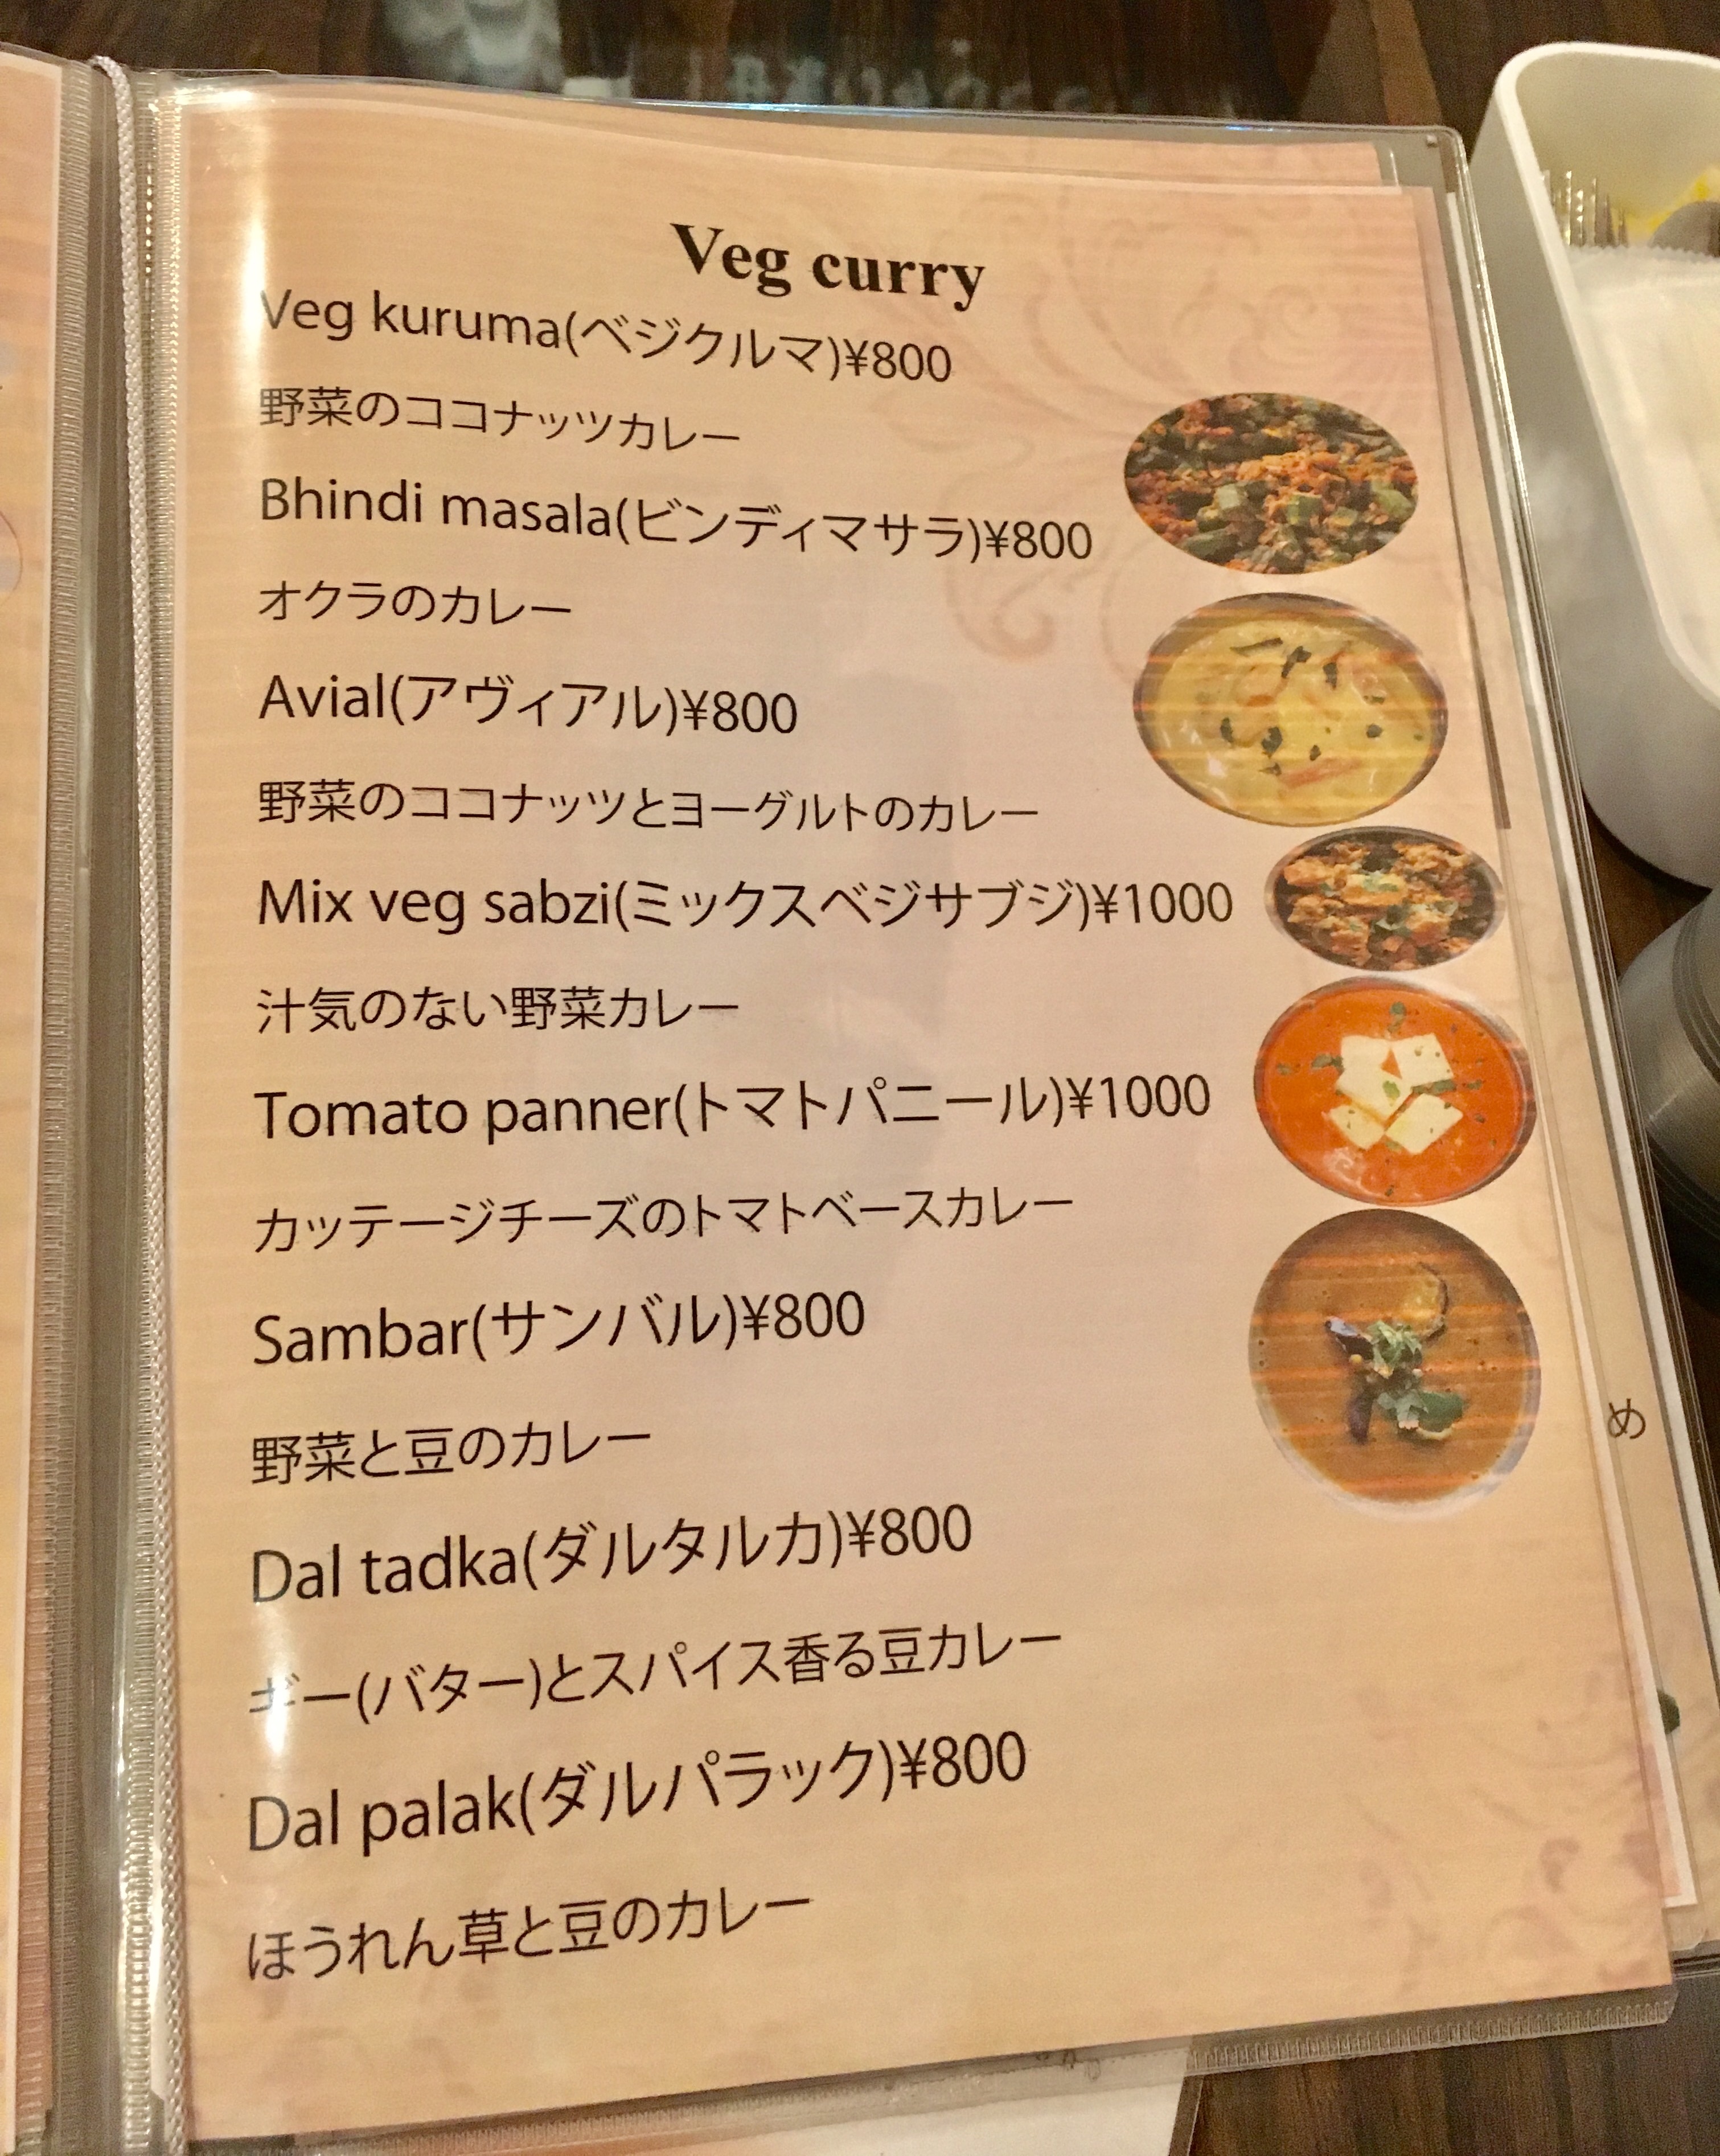 Veg curry
Veg kuruma(ベジクルマ)¥800
野菜のココナッツカレー
Bhindi masala(ビンディマサラ)¥800
オクラのカレー
Avial(アヴィアル)¥800
野菜のココナッツとヨーグルトのカレー
Mix veg sabzi(ミックスベジサブジ)¥1000
汁気のない野菜カレー
Tomato panner(トマトパニール)¥1000
カッテージチーズのトマトベースカレー
Sambar(サンバル)¥800
野菜と豆のカレー
め
Dal tadka(ダルタルカ)¥800
ギー(バター)とスパイス香る豆カレー
Dal palak(ダルパラック)¥800
ほうれん草と豆のカレー